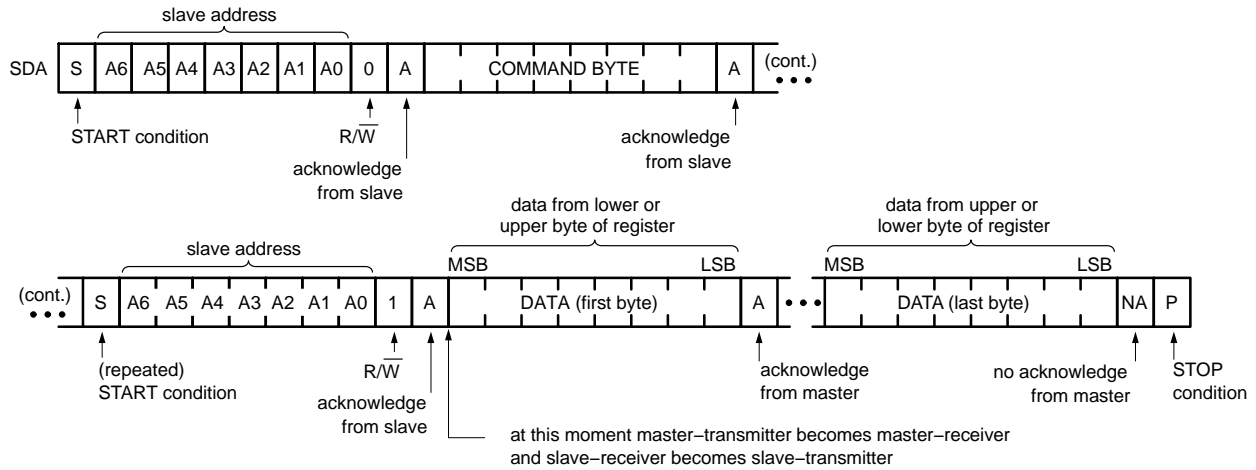 slave address
SDA S A6 A5 A4 A3 A2 A1 A0 0 A COMMAND BYTE A (cont.)
START condition
R/W
acknowledge
from slave
acknowledge
from slave
data from lower or
upper byte of register
data from upper or
lower byte of register
slave address
MSB LSB MSB LSB
(cont.) S A6 A5 A4 A3 A2 A1 A0 1 A DATA (first byte) A DATA (last byte) NA P
(repeated)
START condition
R/W
acknowledge
from slave
acknowledge
from master
no acknowledge
from master
STOP
condition
at this moment master−transmitter becomes master−receiver
and slave−receiver becomes slave−transmitter